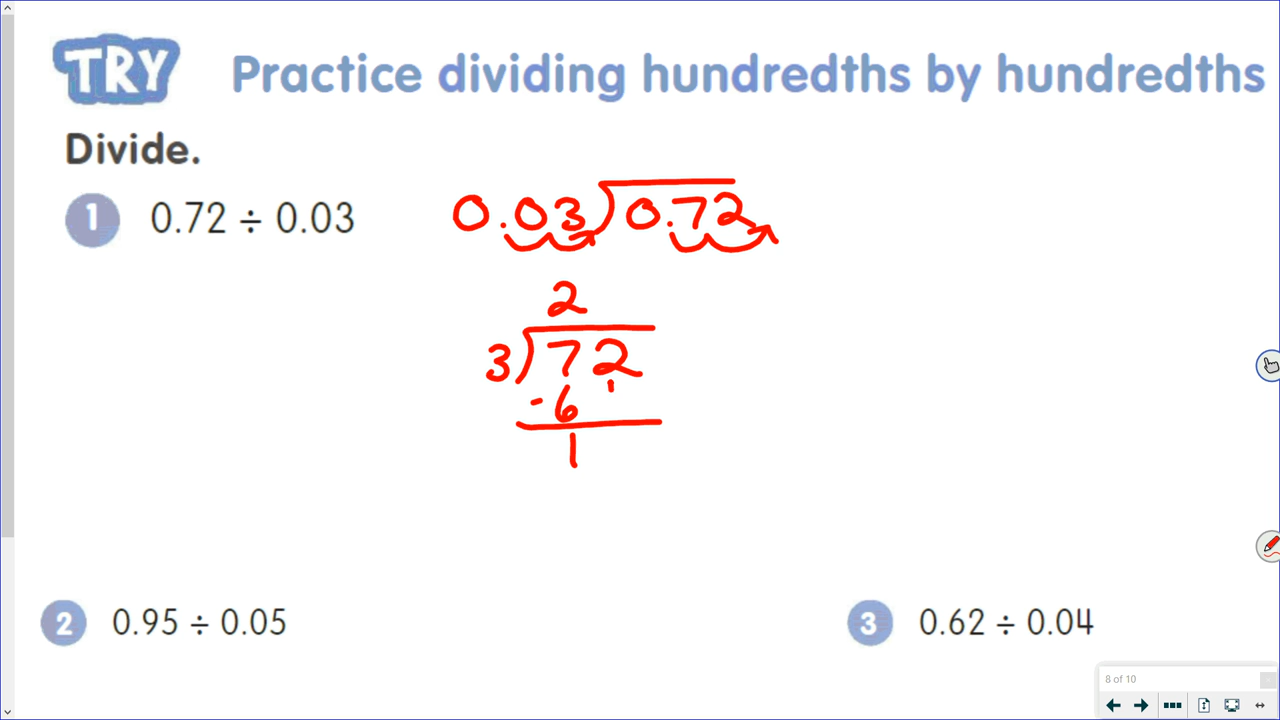 TRY Practice dividing hundredths by hundredths
Divide.
1 0.72 ÷ 0.03
0.03)0.72
2
3)72
-6
1
2 0.95 ÷ 0.05
3 0.62 ÷ 0.04
8 of 10